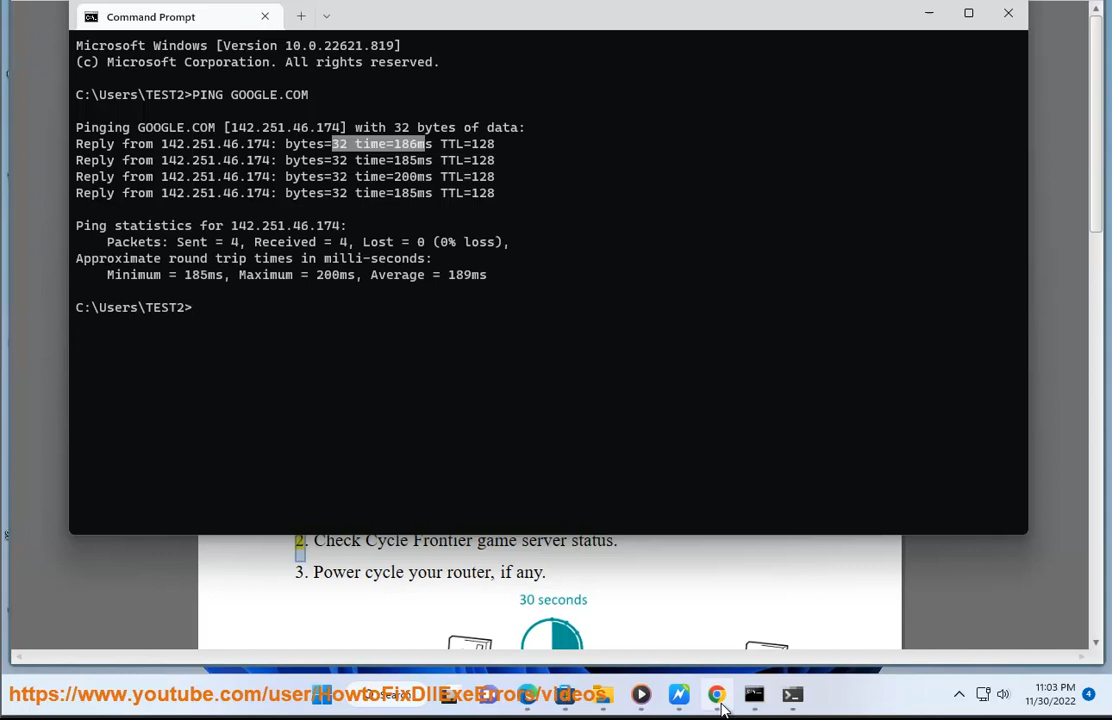 Command Prompt
Microsoft Windows [Version 10.0.22621.819]
(c) Microsoft Corporation. All rights reserved.
C:\Users\TEST2>PING GOOGLE.COM
Pinging GOOGLE.COM [142.251.46.174] with 32 bytes of data:
Reply from 142.251.46.174: bytes=32 time=186ms TTL=128
Reply from 142.251.46.174: bytes=32 time=185ms TTL=128
Reply from 142.251.46.174: bytes=32 time=200ms TTL=128
Reply from 142.251.46.174: bytes=32 time=185ms TTL=128
Ping statistics for 142.251.46.174:
Packets: Sent = 4, Received = 4, Lost = 0 (0% loss),
Approximate round trip times in milli-seconds:
Minimum = 185ms, Maximum = 200ms, Average = 189ms
C:\Users\TEST2>
2. Check Cycle Frontier game server status.
3. Power cycle your router, if any.
30 seconds
https://www.youtube.com/user/HowtoFixDllExeErrors/videos
Search
11:03 PM
11/30/2022
4